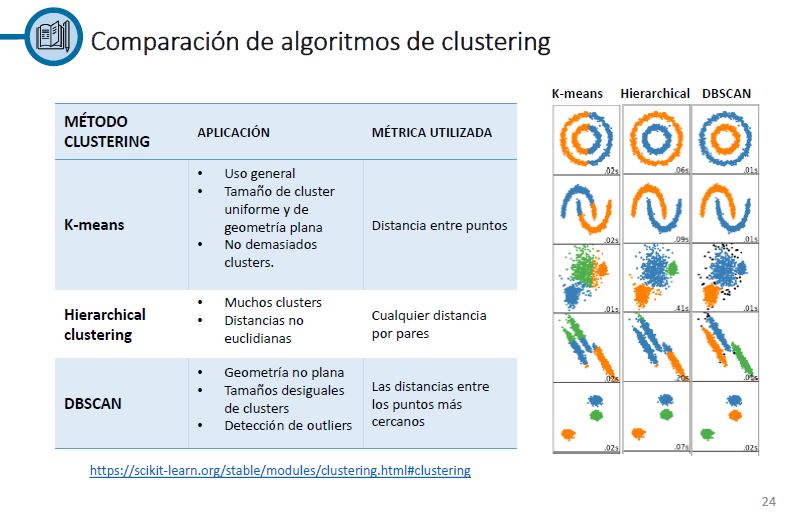 Comparación de algoritmos de clustering
MÉTODO
CLUSTERING
APLICACIÓN
MÉTRICA UTILIZADA
K-means
• Uso general
• Tamaño de cluster
uniforme y de
geometría plana
• No demasiados
clusters.
Distancia entre puntos
Hierarchical
clustering
• Muchos clusters
• Distancias no
euclidianas
Cualquier distancia
por pares
DBSCAN
• Geometría no plana
• Tamaños desiguales
de clusters
• Detección de outliers
Las distancias entre
los puntos más
cercanos
https://scikit-learn.org/stable/modules/clustering.html#clustering
K-means Hierarchical DBSCAN
.02s .06s .01s
.02s .09s .01s
.01s .41s .01s
.02s .20s .01s
.02s .07s .02s
24